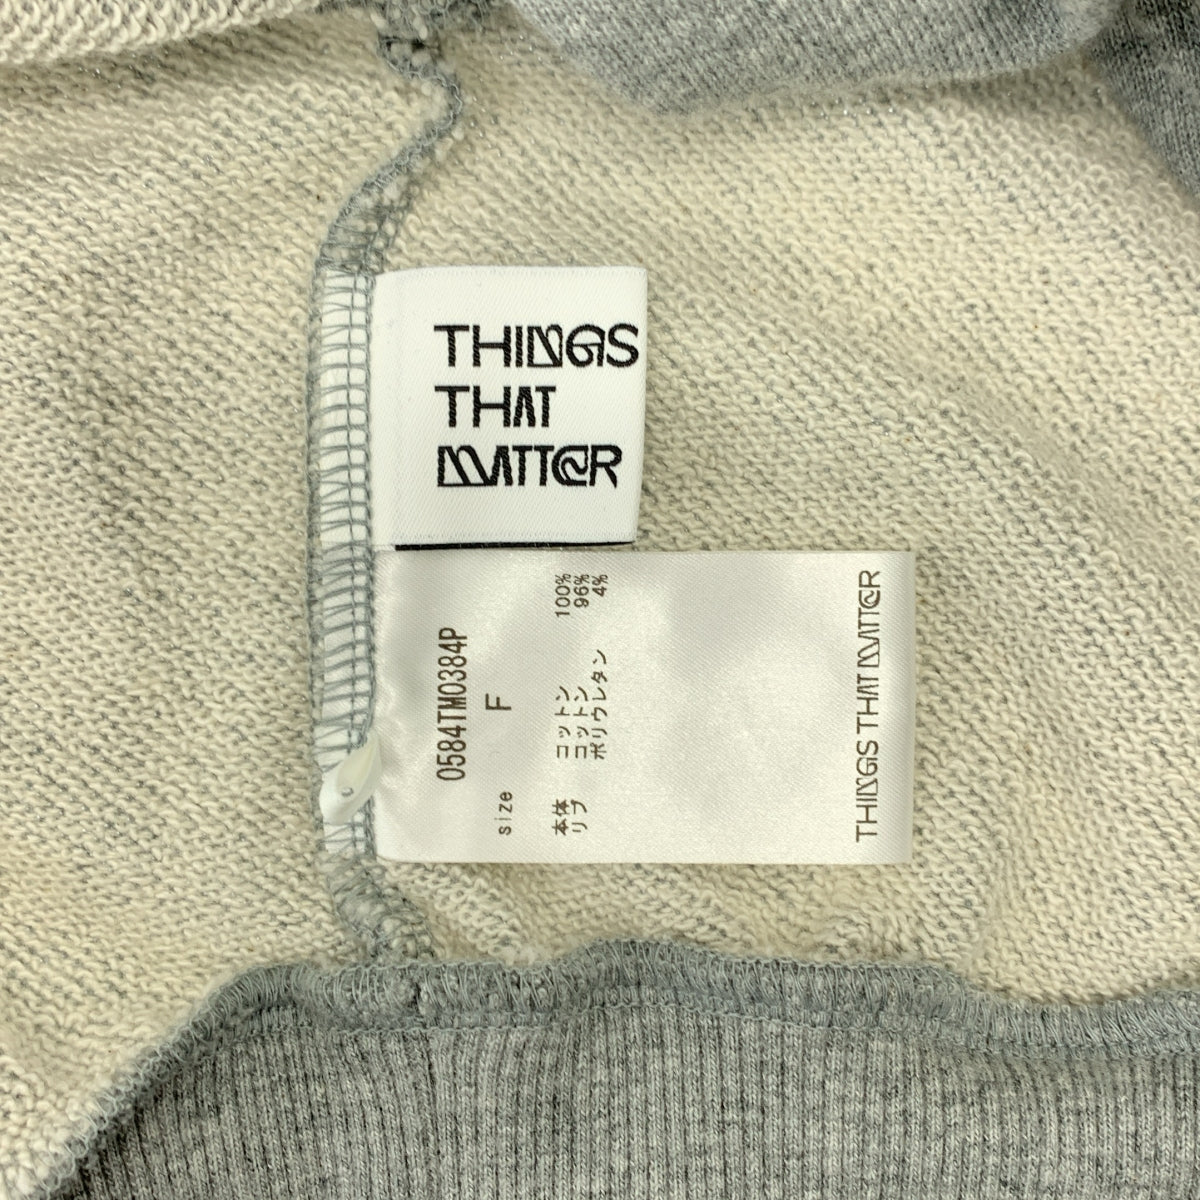 THINGS
THAT
MATTER
0584TM0384P
size F
本体 コットン 100%
リブ コットン 96%
ポリウレタン 4%
THINGS THAT MATTER